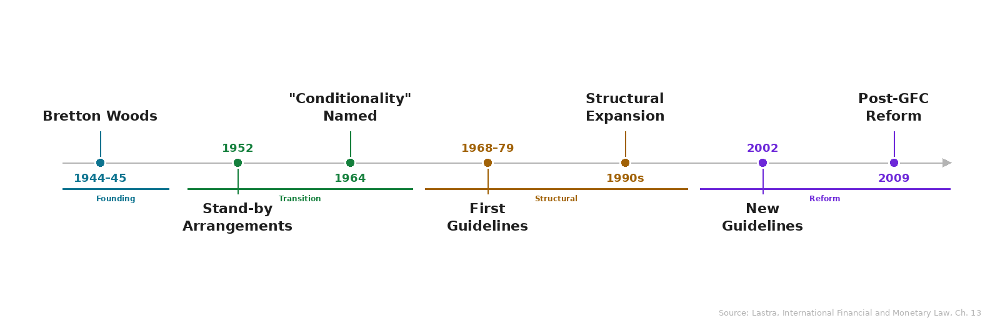 "Conditionality"
Named
Structural
Expansion
Post-GFC
Reform
Bretton Woods
1952
1968–79
2002
1944–45
1964
1990s
2009
Founding
Transition
Structural
Reform
Stand-by
Arrangements
First
Guidelines
New
Guidelines
Source: Lastra, International Financial and Monetary Law, Ch. 13